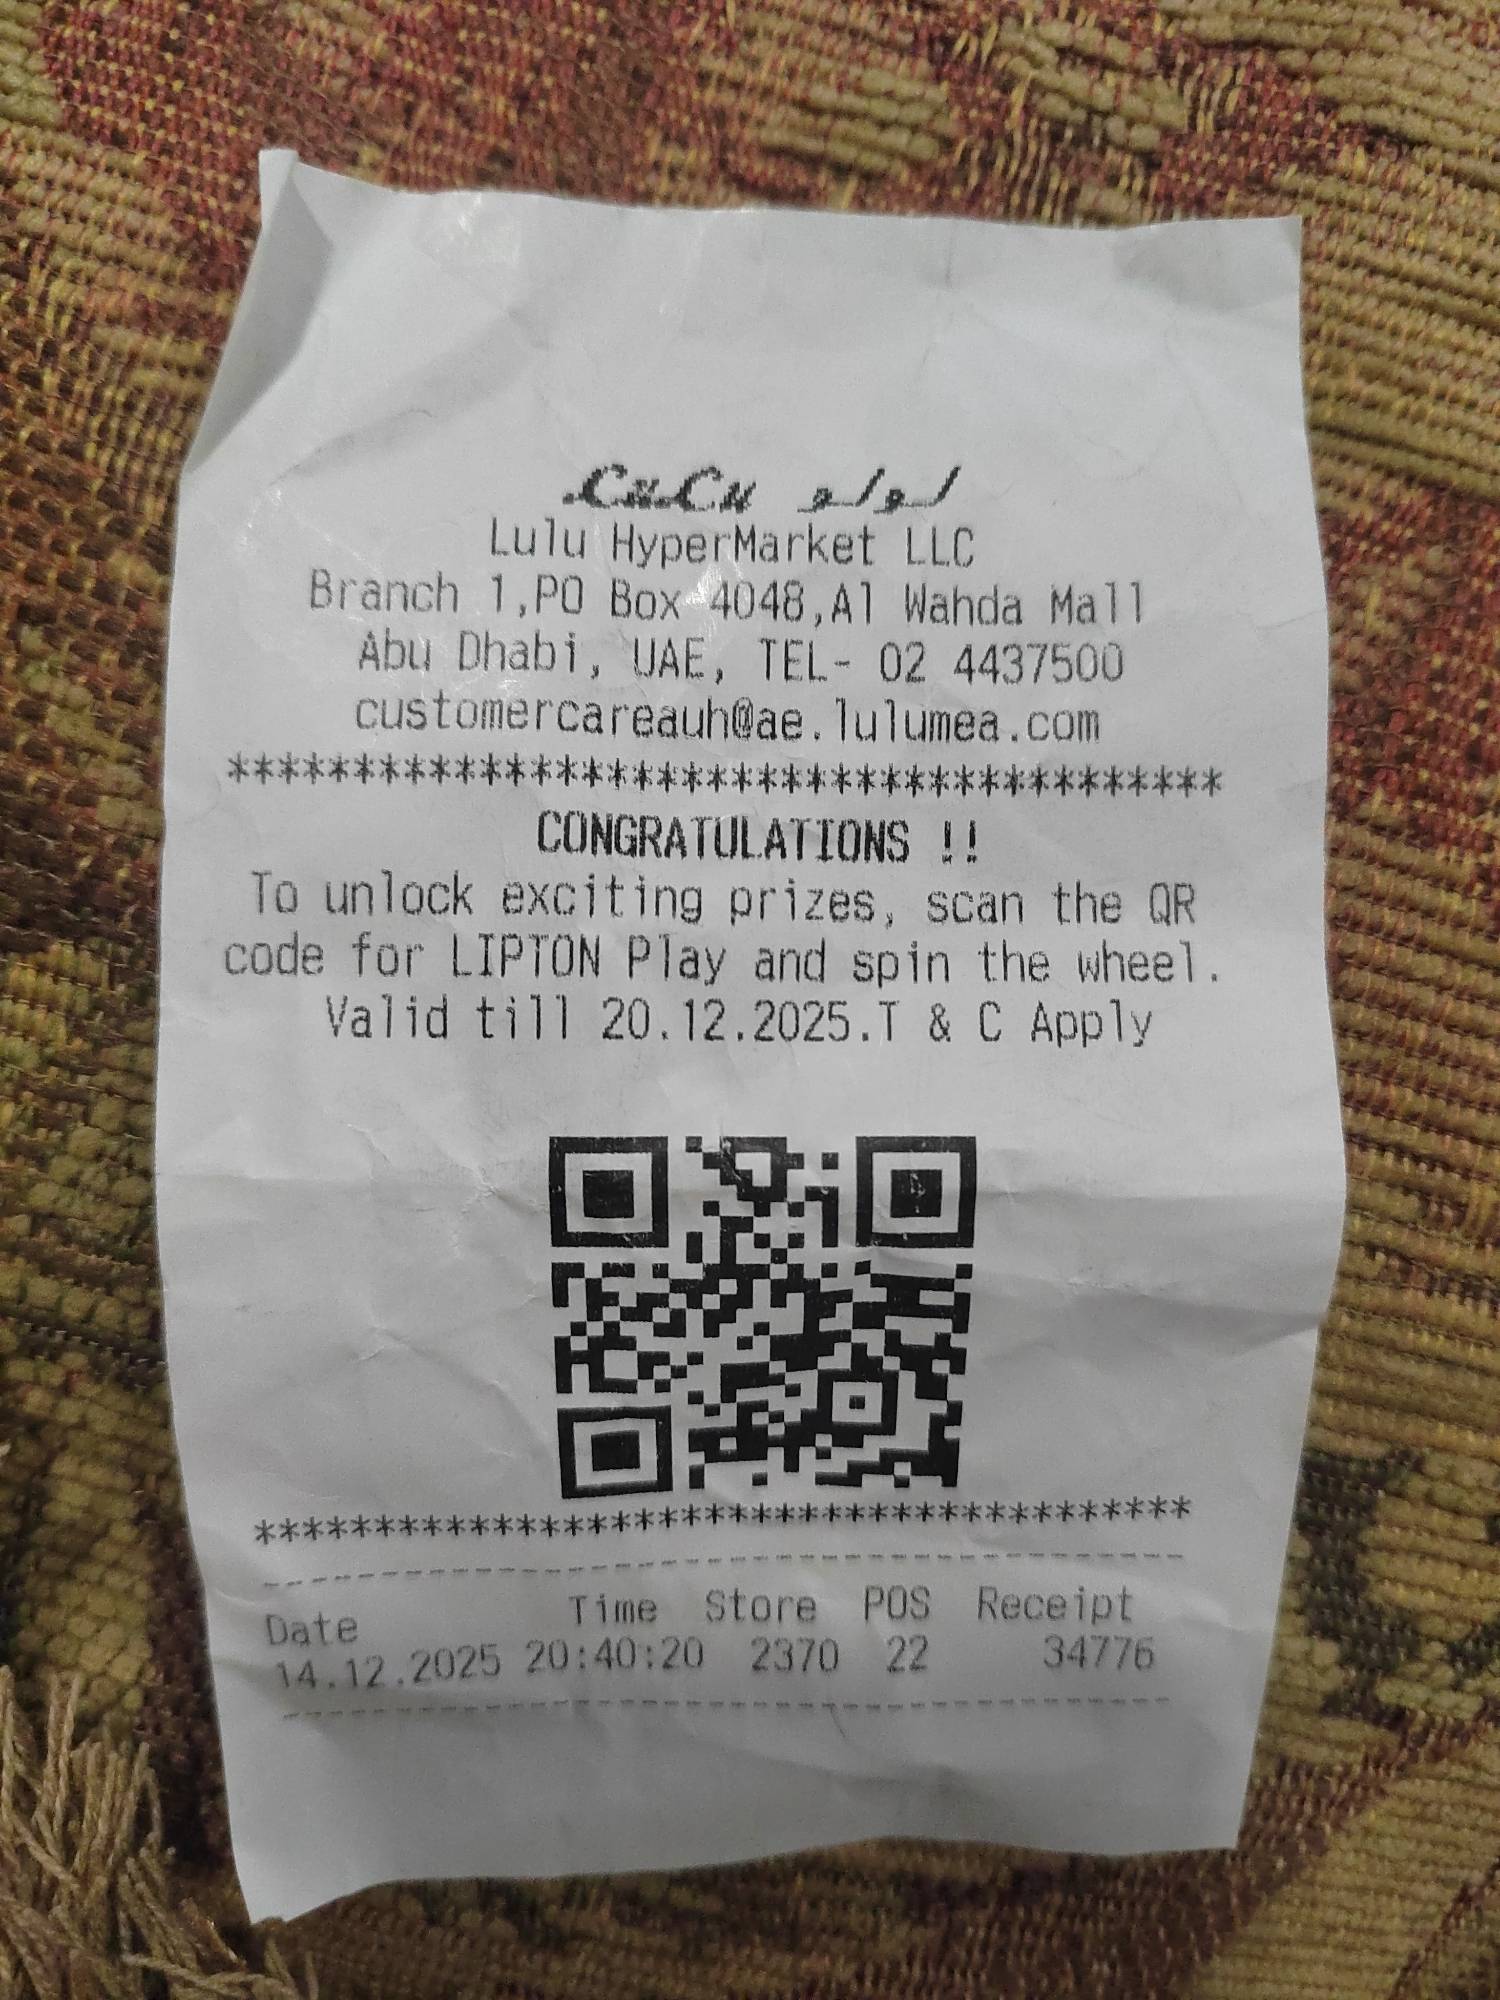 LuLu لولو
Lulu HyperMarket LLC
Branch 1,PO Box 4048,Al Wahda Mall
Abu Dhabi, UAE, TEL- 02 4437500
customercareauh@ae.lulumea.com
****************************************
CONGRATULATIONS !!
To unlock exciting prizes, scan the QR
code for LIPTON Play and spin the wheel.
Valid till 20.12.2025.T & C Apply
****************************************
----------------------------------------
Date Time Store POS Receipt
14.12.2025 20:40:20 2370 22 34776
----------------------------------------